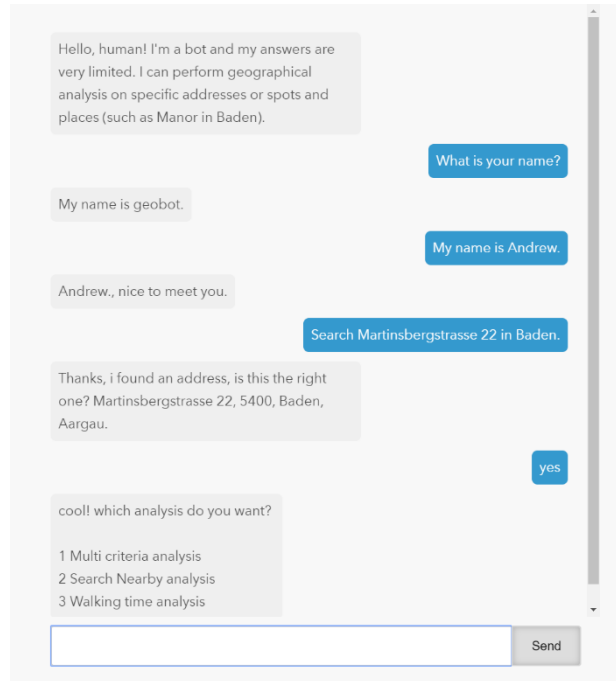 Hello, human! I'm a bot and my answers are
very limited. I can perform geographical
analysis on specific addresses or spots and
places (such as Manor in Baden).
What is your name?
My name is geobot.
My name is Andrew.
Andrew., nice to meet you.
Search Martinsbergstrasse 22 in Baden.
Thanks, i found an address, is this the right
one? Martinsbergstrasse 22, 5400, Baden,
Aargau.
yes
cool! which analysis do you want?
1 Multi criteria analysis
2 Search Nearby analysis
3 Walking time analysis
Send